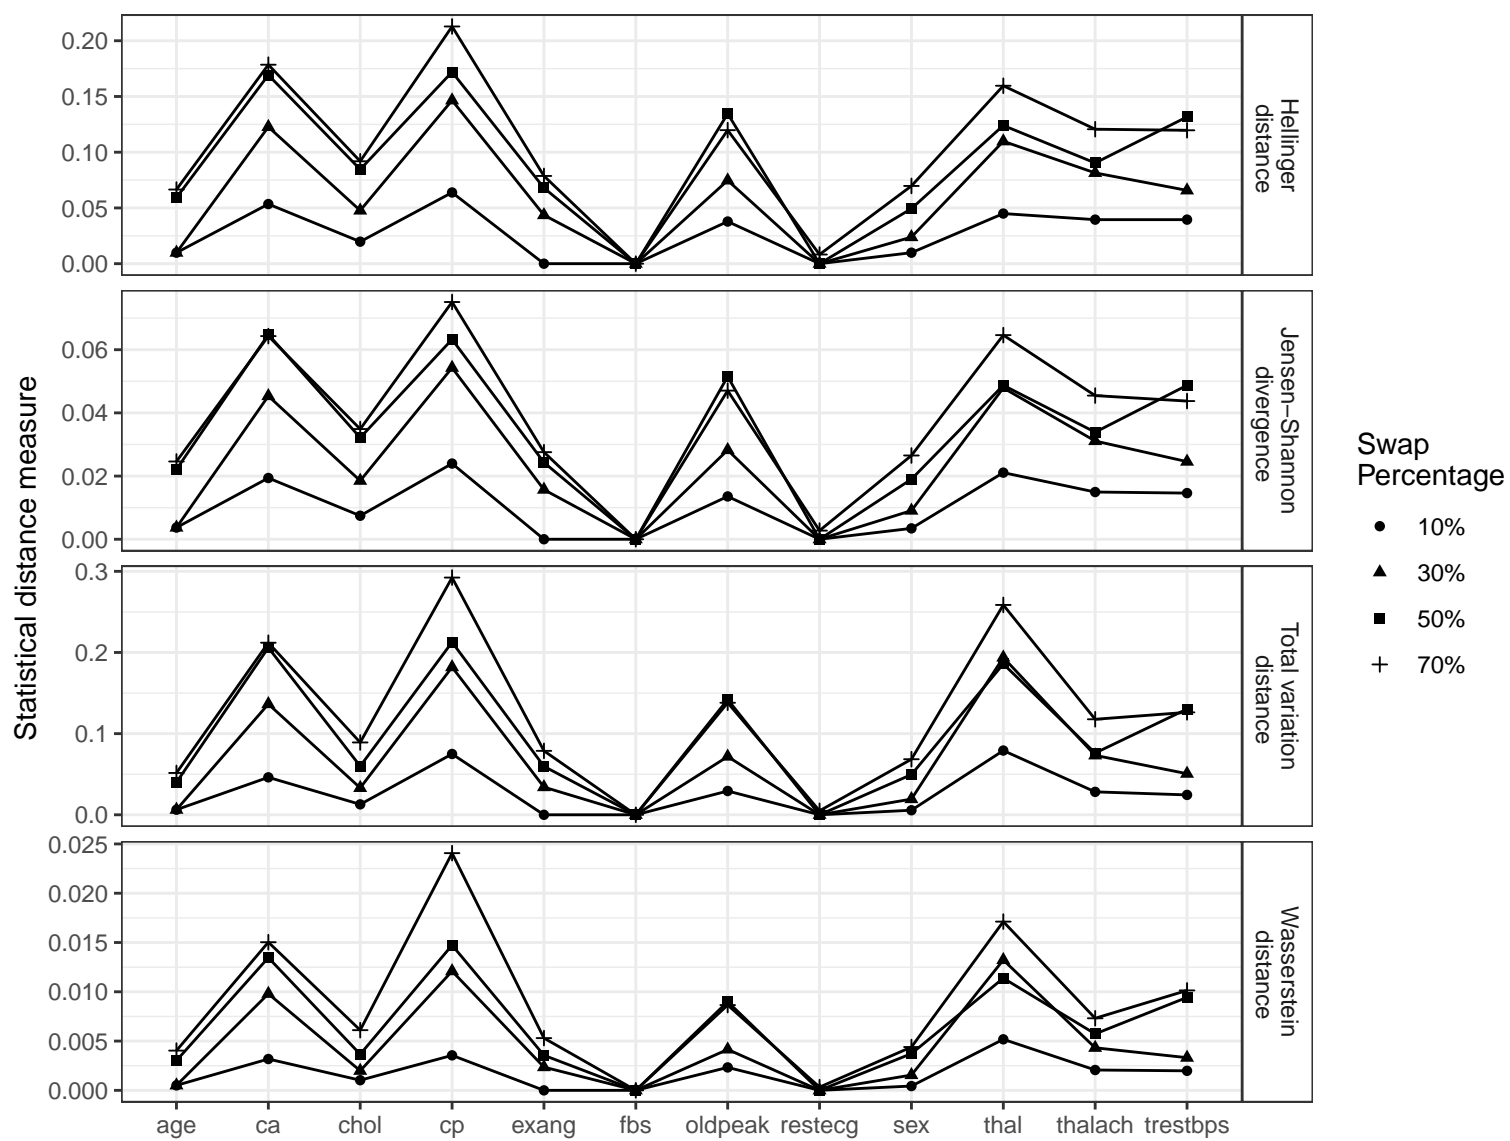 0.20
0.15
0.10
0.05
0.00
Hellinger
distance
0.06
0.04
0.02
0.00
Jensen−Shannon
divergence
0.3
0.2
0.1
0.0
Total variation
distance
0.025
0.020
0.015
0.010
0.005
0.000
Wasserstein
distance
age ca chol cp exang fbs oldpeak restecg sex thal thalach trestbps
Statistical distance measure
Swap
Percentage
10%
30%
50%
70%